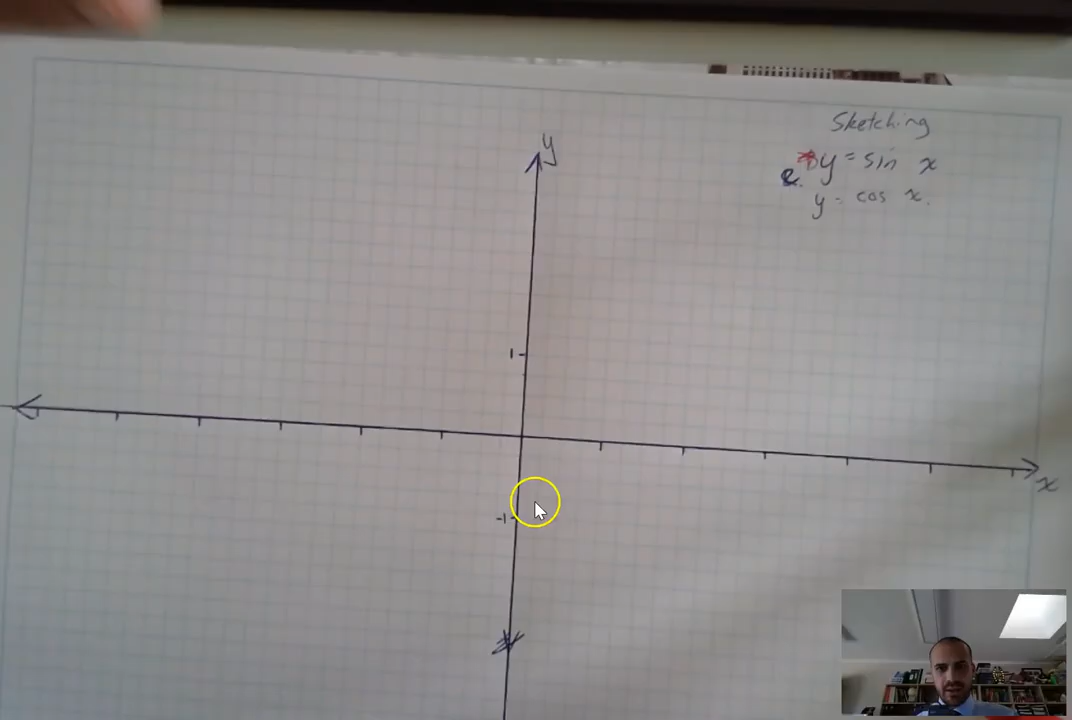 Sketching
y = sin x
& y = cos x.
y
1
x
-1